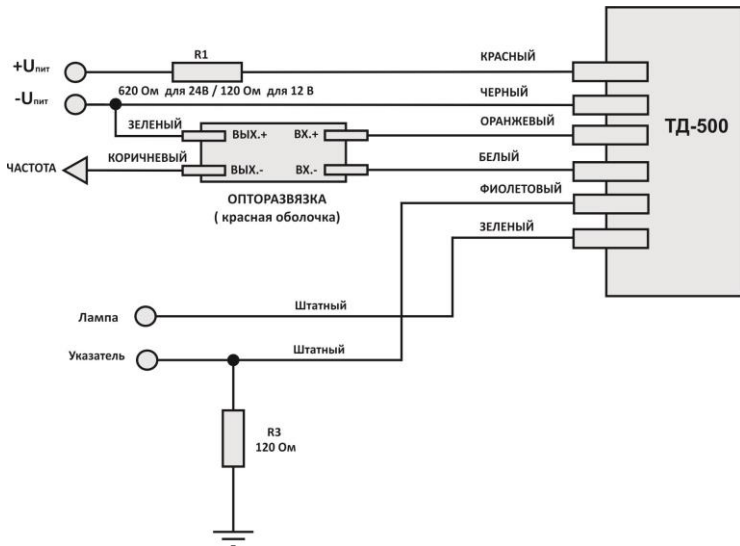 R1
КРАСНЫЙ
+Uпит
620 Ом для 24В / 120 Ом для 12 В
ЧЕРНЫЙ
-Uпит
ЗЕЛЕНЫЙ
ОРАНЖЕВЫЙ
ТД-500
ВЫХ.+ ВХ.+
КОРИЧНЕВЫЙ
БЕЛЫЙ
ЧАСТОТА
ВЫХ.- ВХ.-
ФИОЛЕТОВЫЙ
ОПТОРАЗВЯЗКА
( красная оболочка)
ЗЕЛЕНЫЙ
Штатный
Лампа
Указатель
Штатный
R3
120 Ом